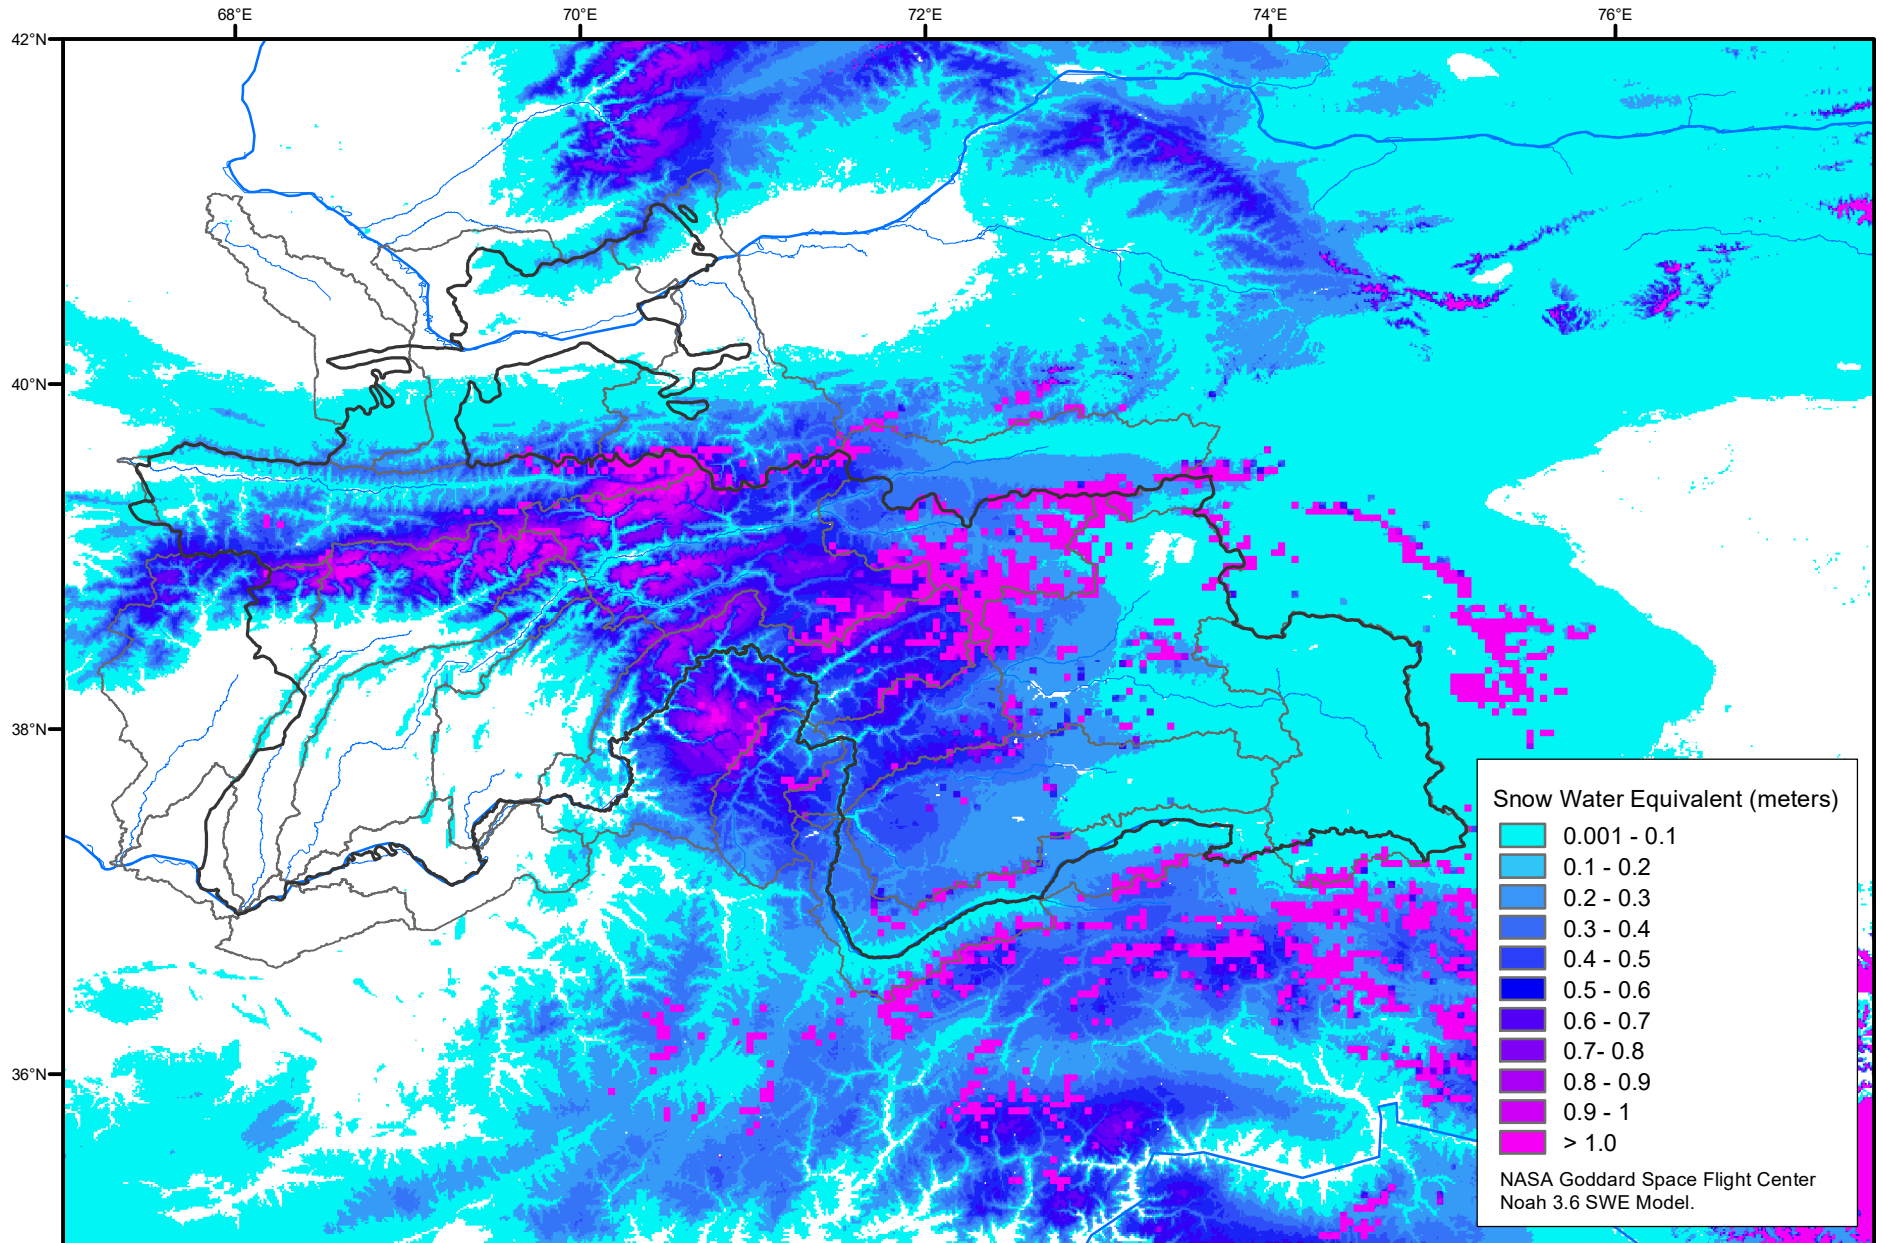 68°E 70°E 72°E 74°E 76°E
42°N
40°N
38°N
36°N
Snow Water Equivalent (meters)
0.001 - 0.1
0.1 - 0.2
0.2 - 0.3
0.3 - 0.4
0.4 - 0.5
0.5 - 0.6
0.6 - 0.7
0.7- 0.8
0.8 - 0.9
0.9 - 1
> 1.0
NASA Goddard Space Flight Center
Noah 3.6 SWE Model.